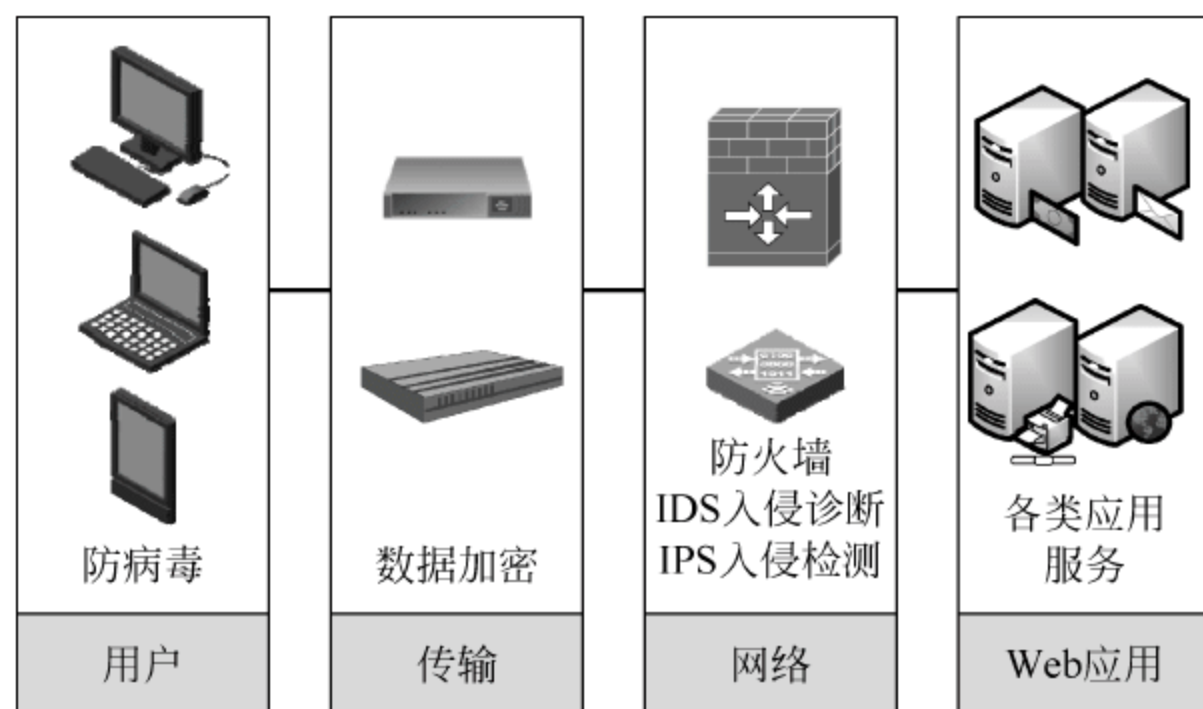 防病毒
用户
数据加密
传输
防火墙
IDS入侵诊断
IPS入侵检测
网络
各类应用
服务
Web应用